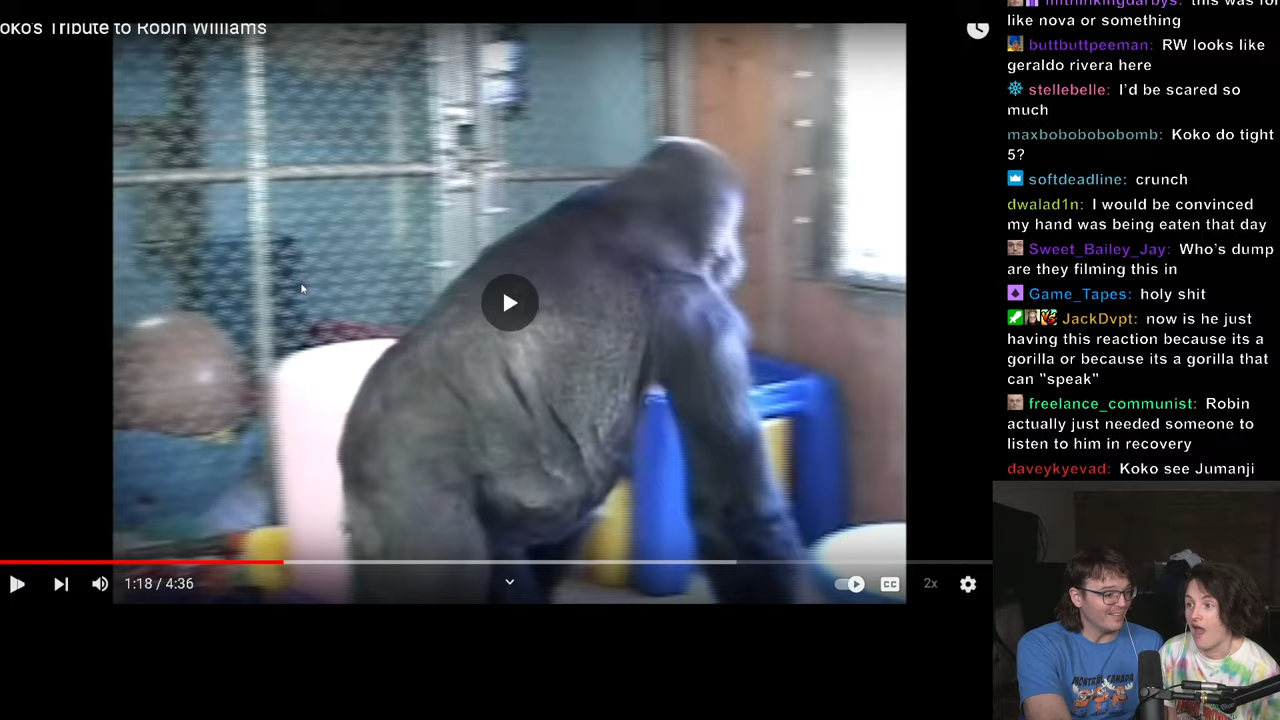 oko's Tribute to Robin Williams
1:18 / 4:36
CC
2x
mithinkingdarbys: this was for
like nova or something
buttbuttpeeman: RW looks like
geraldo rivera here
stellebelle: I'd be scared so
much
maxbobobobobomb: Koko do tight
5?
softdeadline: crunch
dwalad1n: I would be convinced
my hand was being eaten that day
Sweet_Bailey_Jay: Who's dump
are they filming this in
Game_Tapes: holy shit
JackDvpt: now is he just
having this reaction because its a
gorilla or because its a gorilla that
can "speak"
freelance_communist: Robin
actually just needed someone to
listen to him in recovery
daveykyevad: Koko see Jumanji
MONTREAL CANADA